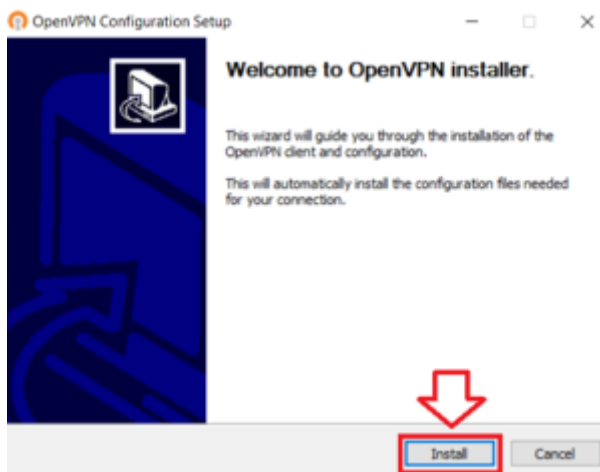 OpenVPN Configuration Setup
Welcome to OpenVPN installer.
This wizard will guide you through the installation of the
OpenVPN client and configuration.
This will automatically install the configuration files needed
for your connection.
Install
Cancel